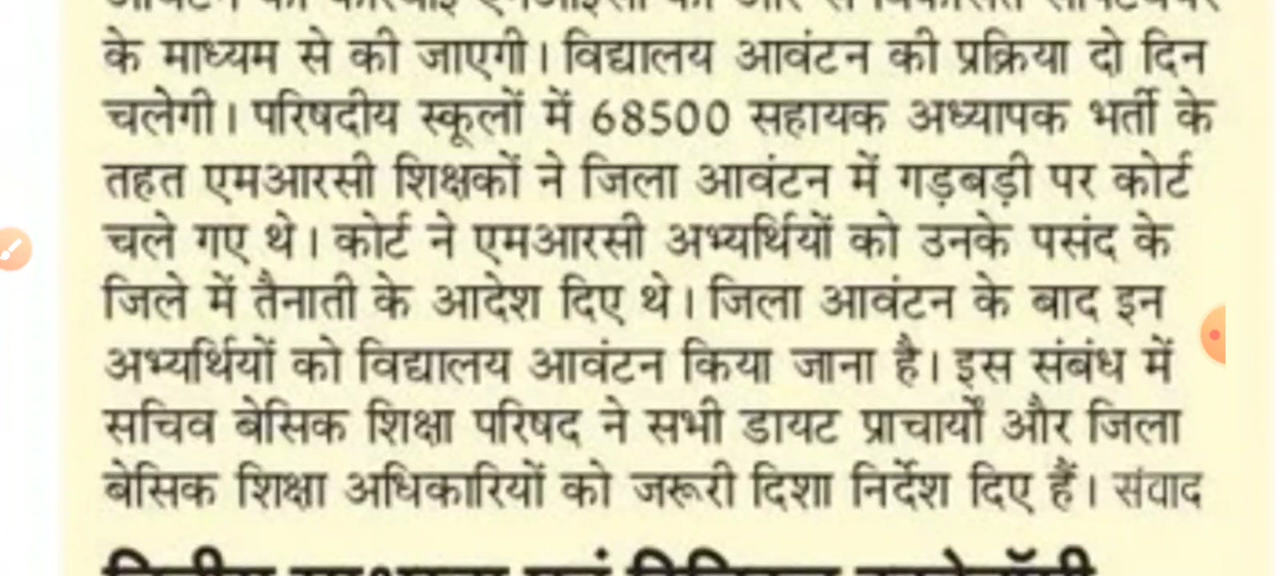 के माध्यम से की जाएगी। विद्यालय आवंटन की प्रक्रिया दो दिन
चलेगी। परिषदीय स्कूलों में 68500 सहायक अध्यापक भर्ती के
तहत एमआरसी शिक्षकों ने जिला आवंटन में गड़बड़ी पर कोर्ट
चले गए थे। कोर्ट ने एमआरसी अभ्यर्थियों को उनके पसंद के
जिले में तैनाती के आदेश दिए थे। जिला आवंटन के बाद इन
अभ्यर्थियों को विद्यालय आवंटन किया जाना है। इस संबंध में
सचिव बेसिक शिक्षा परिषद ने सभी डायट प्राचार्यों और जिला
बेसिक शिक्षा अधिकारियों को जरूरी दिशा निर्देश दिए हैं। संवाद